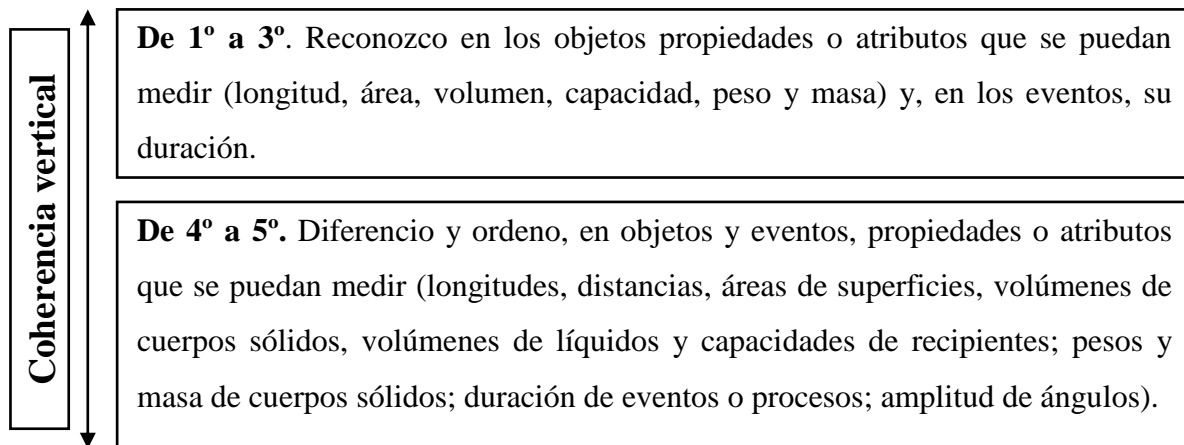 Coherencia vertical
De 1º a 3º. Reconozco en los objetos propiedades o atributos que se puedan
medir (longitud, área, volumen, capacidad, peso y masa) y, en los eventos, su
duración.
De 4º a 5º. Diferencio y ordeno, en objetos y eventos, propiedades o atributos
que se puedan medir (longitudes, distancias, áreas de superficies, volúmenes de
cuerpos sólidos, volúmenes de líquidos y capacidades de recipientes; pesos y
masa de cuerpos sólidos; duración de eventos o procesos; amplitud de ángulos).